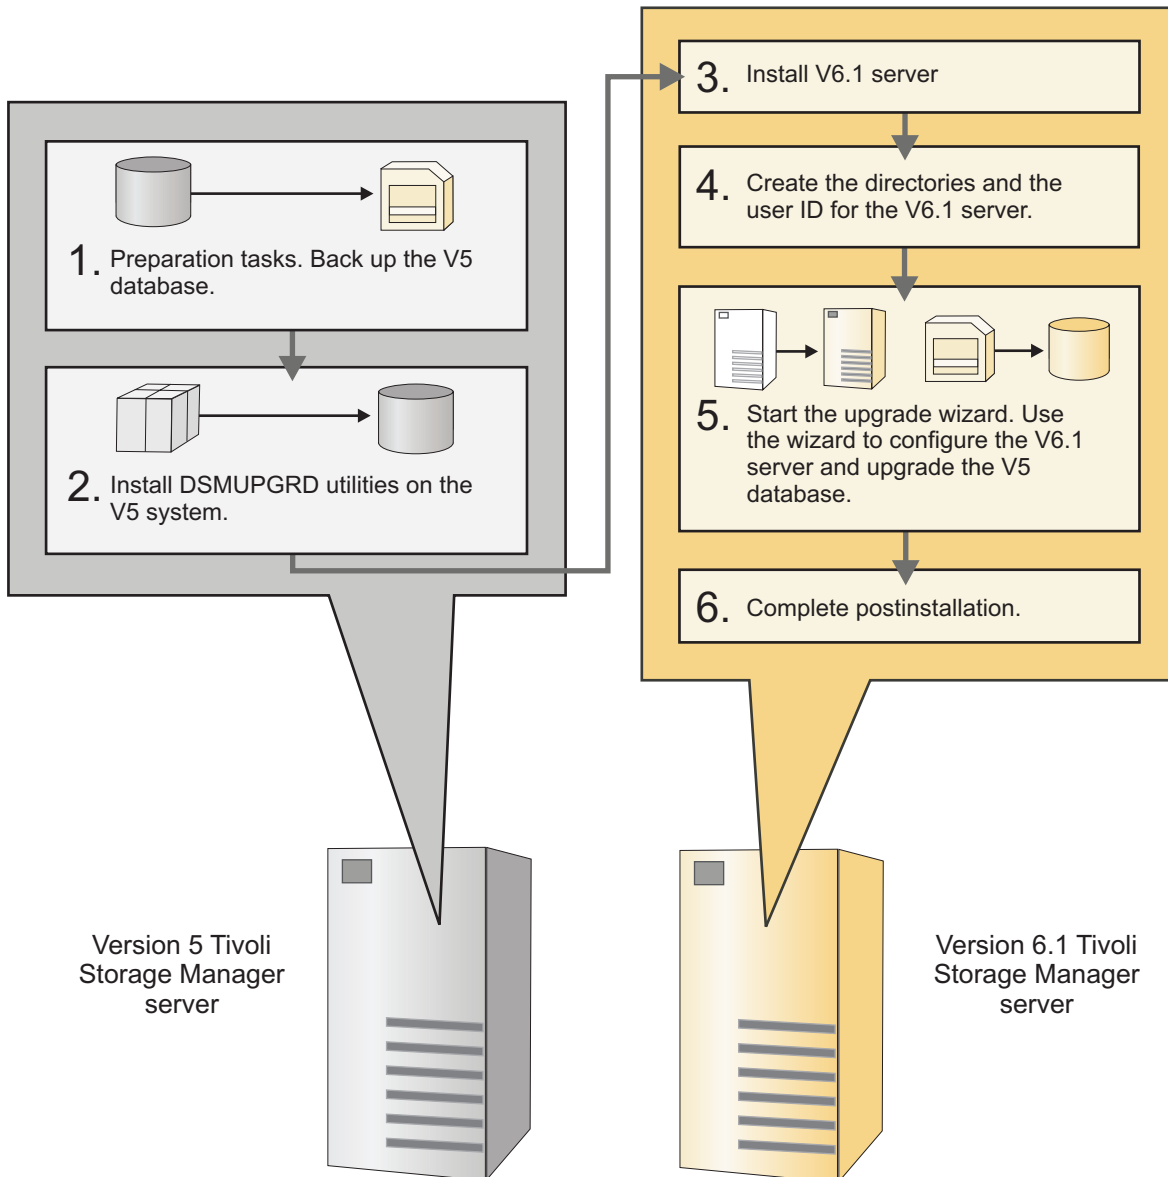 1. Preparation tasks. Back up the V5
database.
2. Install DSMUPGRD utilities on the
V5 system.
3. Install V6.1 server
4. Create the directories and the
user ID for the V6.1 server.
5. Start the upgrade wizard. Use
the wizard to configure the V6.1
server and upgrade the V5
database.
6. Complete postinstallation.
Version 5 Tivoli
Storage Manager
server
Version 6.1 Tivoli
Storage Manager
server